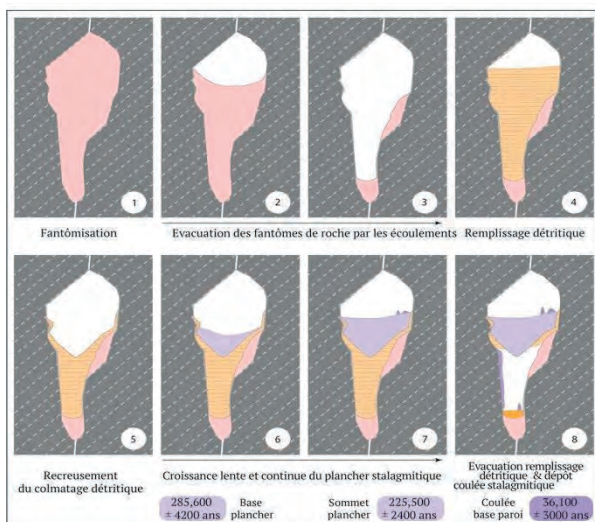 1
2
3
4
Fantômisation
Evacuation des fantômes de roche par les écoulements
Remplissage détritique
5
6
7
8
Recreusement
du colmatage détritique
Croissance lente et continue du plancher stalagmitique
Evacuation remplissage
détritique & dépôt
coulée stalagmitique
285,600
± 4200 ans
Base
plancher
Sommet
plancher
225,500
± 2400 ans
Coulée
base paroi
36,100
± 3000 ans